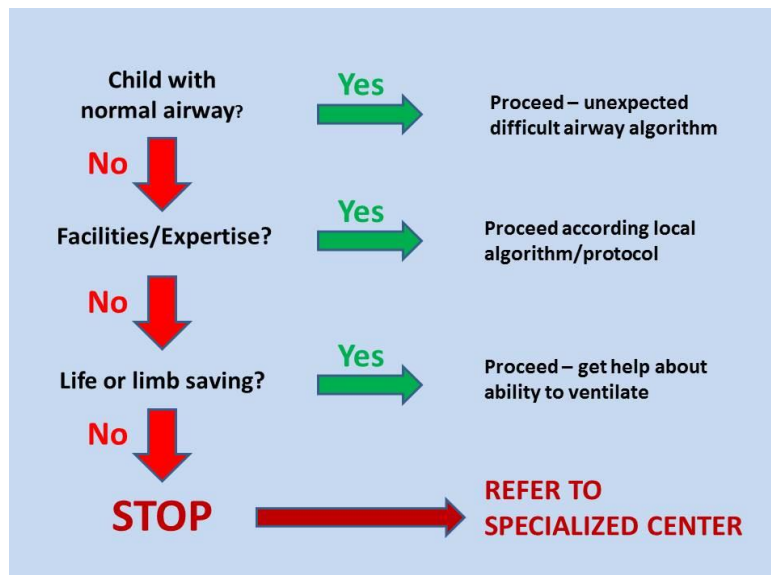 Child with
normal airway?
Yes
Proceed – unexpected
difficult airway algorithm
No
Facilities/Expertise?
Yes
Proceed according local
algorithm/protocol
No
Life or limb saving?
Yes
Proceed – get help about
ability to ventilate
No
STOP
REFER TO
SPECIALIZED CENTER